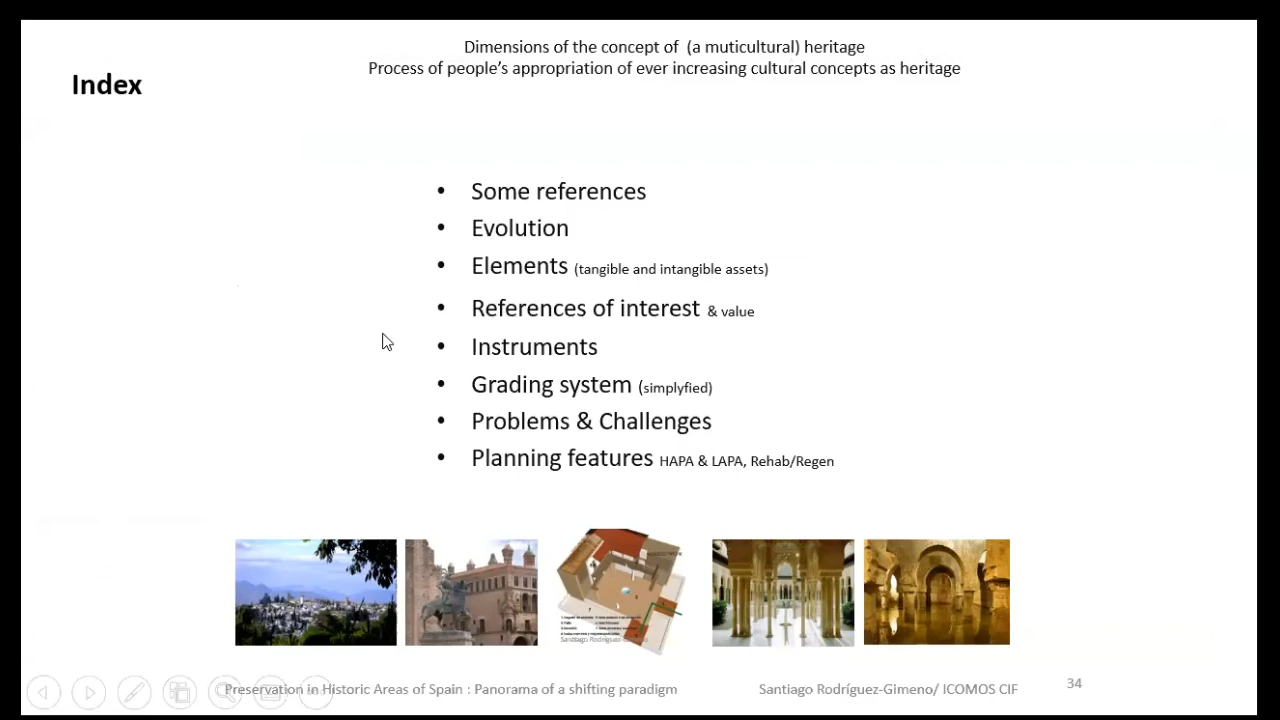 Dimensions of the concept of (a muticultural) heritage
Process of people's appropriation of ever increasing cultural concepts as heritage
Index
• Some references
• Evolution
• Elements (tangible and intangible assets)
• References of interest & value
• Instruments
• Grading system (simplyfied)
• Problems & Challenges
• Planning features HAPA & LAPA, Rehab/Regen
Preservation in Historic Areas of Spain : Panorama of a shifting paradigm
Santiago Rodríguez-Gimeno/ ICOMOS CIF
34